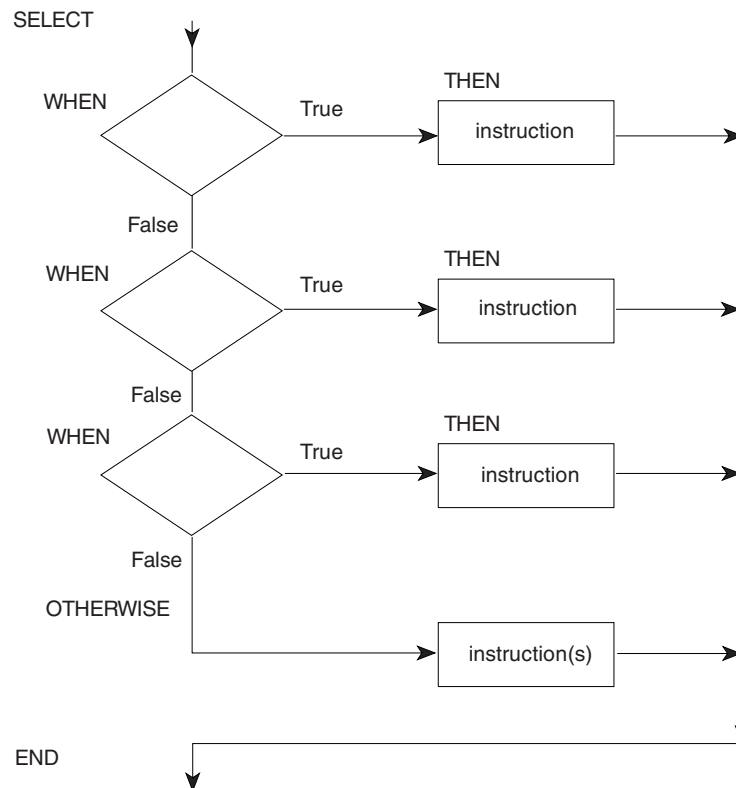 SELECT
WHEN
True
THEN
instruction
False
WHEN
True
THEN
instruction
False
WHEN
True
THEN
instruction
False
OTHERWISE
instruction(s)
END